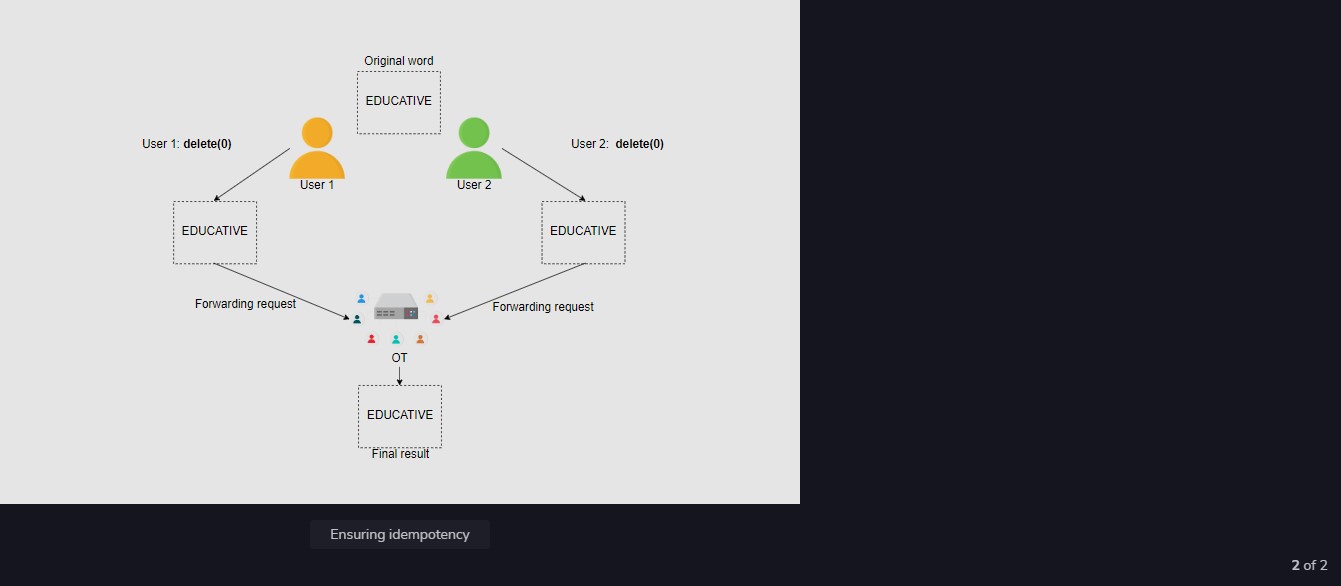 Original word
EDUCATIVE
User 1: delete(0)
User 2: delete(0)
User 1
User 2
EDUCATIVE
EDUCATIVE
Forwarding request
Forwarding request
OT
EDUCATIVE
Final result
Ensuring idempotency
2 of 2